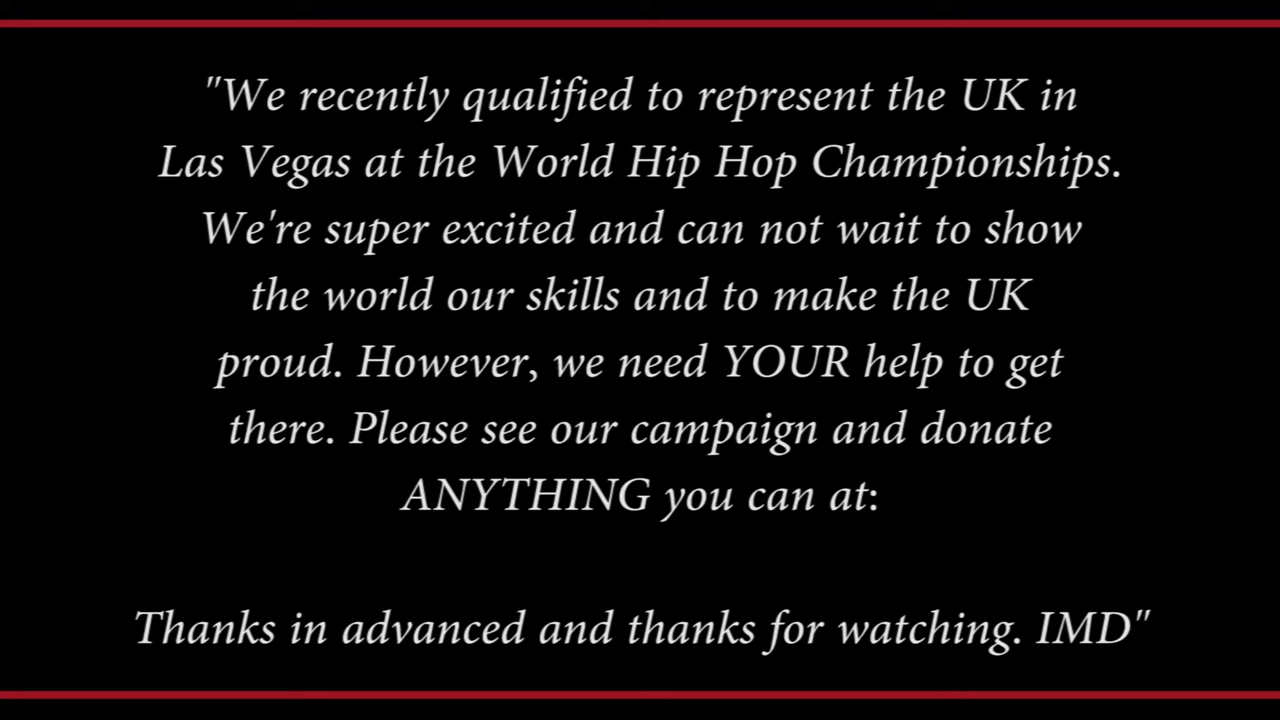 "We recently qualified to represent the UK in
Las Vegas at the World Hip Hop Championships.
We're super excited and can not wait to show
the world our skills and to make the UK
proud. However, we need YOUR help to get
there. Please see our campaign and donate
ANYTHING you can at:
Thanks in advanced and thanks for watching. IMD"